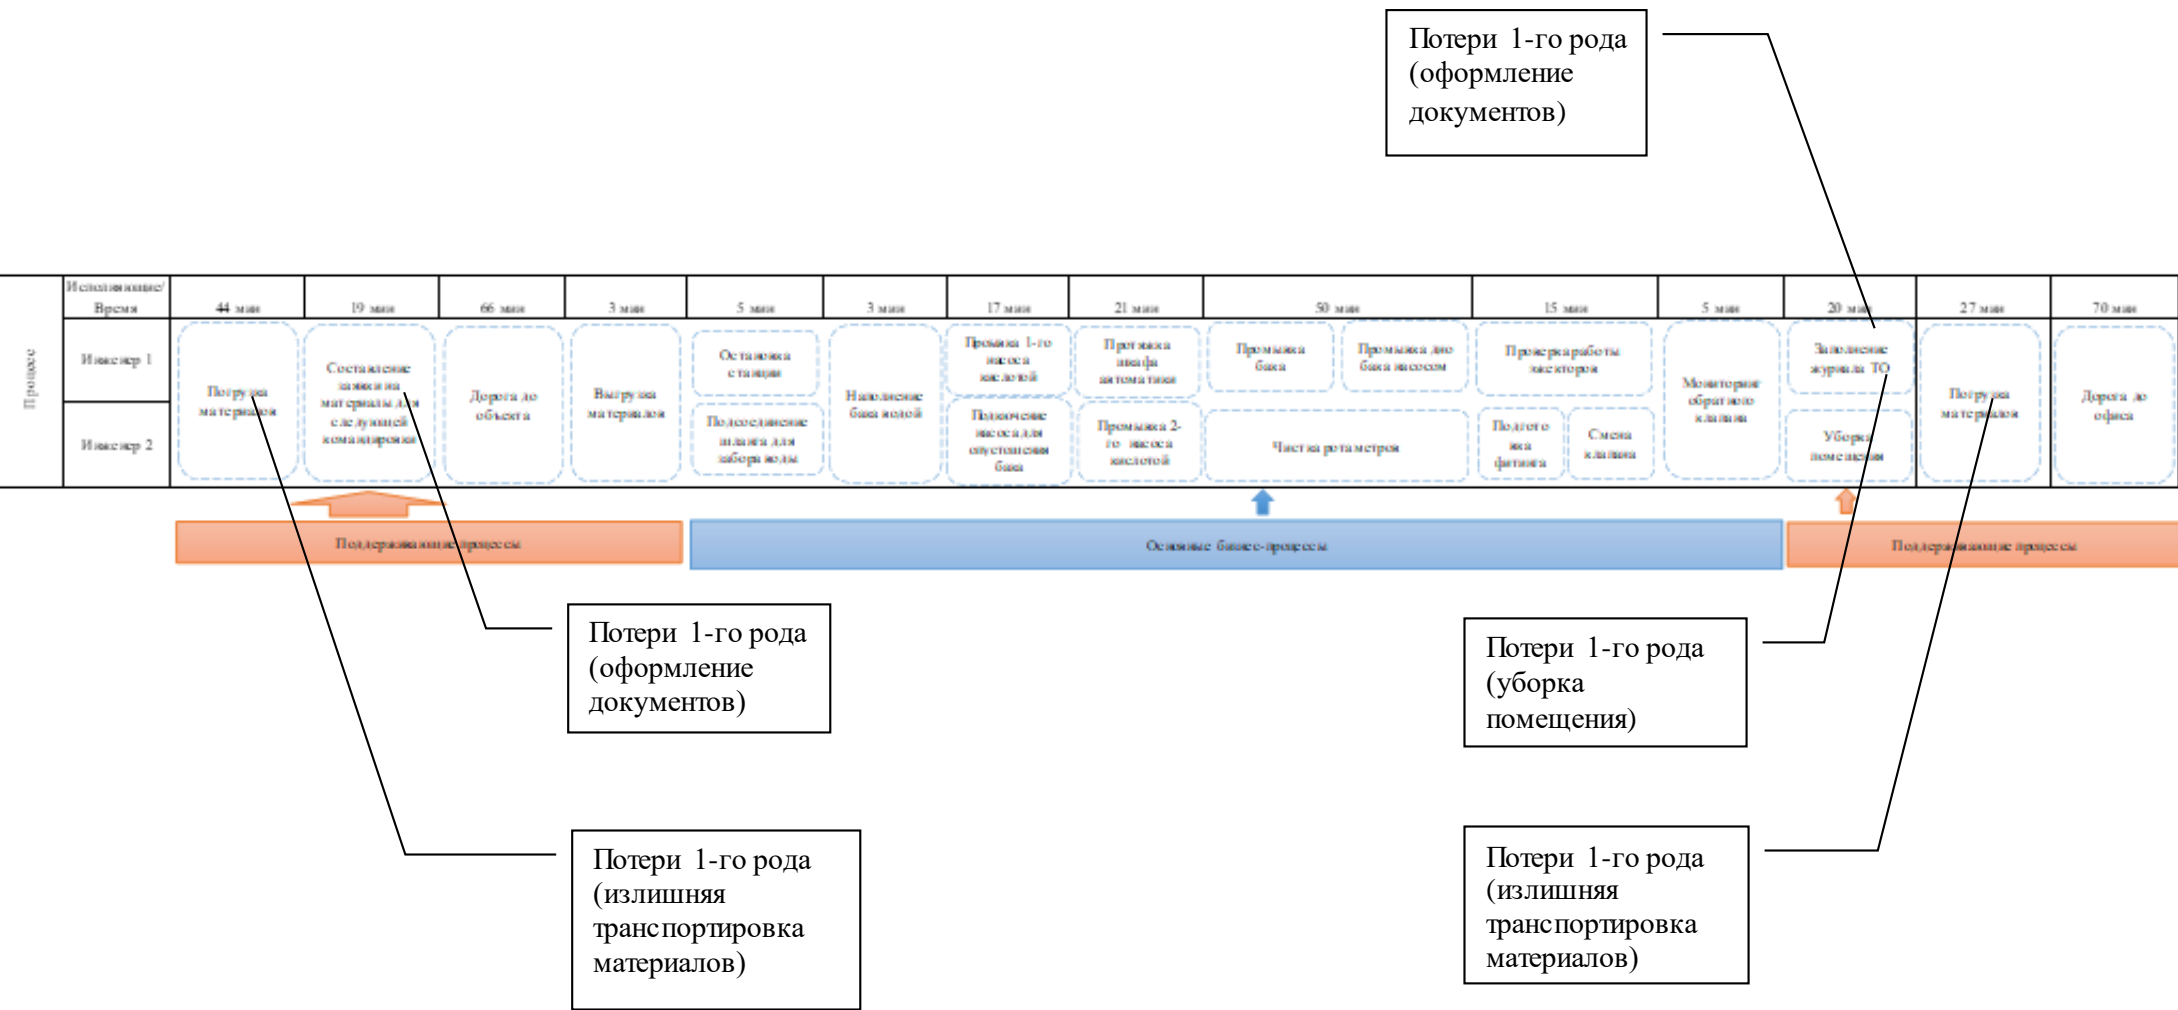 Потери 1-го рода
(оформление
документов)
Процесс
Исполняющие/
Время
44 мин
19 мин
66 мин
3 мин
5 мин
3 мин
17 мин
21 мин
50 мин
15 мин
5 мин
20 мин
27 мин
70 мин
Инженер 1
Инженер 2
Погрузка
материалов
Составление
заявки на
материалы для
следующей
командировки
Дорога до
объекта
Выгрузка
материалов
Остановка
станции
Подсоединение
шланга для
забора воды
Наполнение
бака водой
Промывка 1-го
насоса
кислотой
Подключение
насоса для
опустошения
бака
Протяжка
шкафа
автоматики
Промывка 2-
го насоса
кислотой
Промывка
бака
Промывка дно
бака насосом
Чистка ротаметров
Проверка работы
эжекторов
Подгото
вка
фитинга
Смена
клапана
Мониторинг
обратного
клапана
Заполнение
журнала ТО
Уборка
помещения
Погрузка
материалов
Дорога до
офиса
Поддерживающие процессы
Основные бизнес-процессы
Поддерживающие процессы
Потери 1-го рода
(оформление
документов)
Потери 1-го рода
(уборка
помещения)
Потери 1-го рода
(излишняя
транспортировка
материалов)
Потери 1-го рода
(излишняя
транспортировка
материалов)